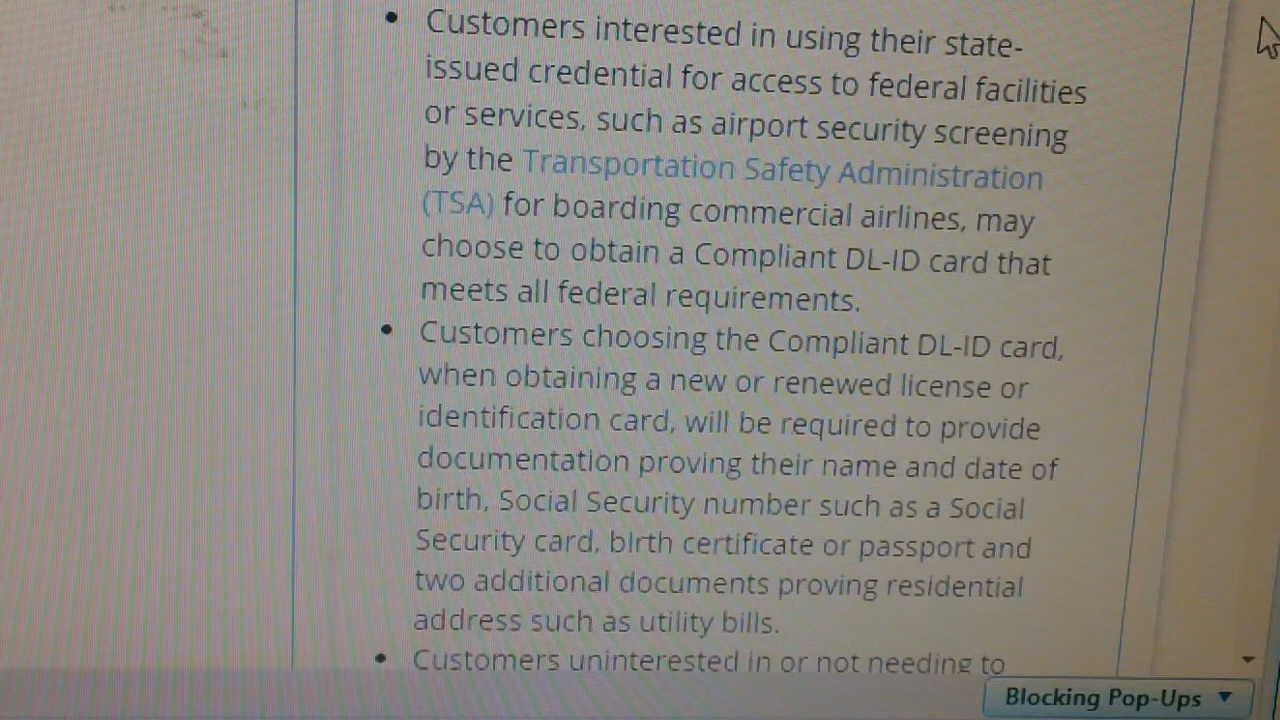 • Customers interested in using their state-
issued credential for access to federal facilities
or services, such as airport security screening
by the Transportation Safety Administration
(TSA) for boarding commercial airlines, may
choose to obtain a Compliant DL-ID card that
meets all federal requirements.
• Customers choosing the Compliant DL-ID card,
when obtaining a new or renewed license or
identification card, will be required to provide
documentation proving their name and date of
birth, Social Security number such as a Social
Security card, birth certificate or passport and
two additional documents proving residential
address such as utility bills.
• Customers uninterested in or not needing to
Blocking Pop-Ups